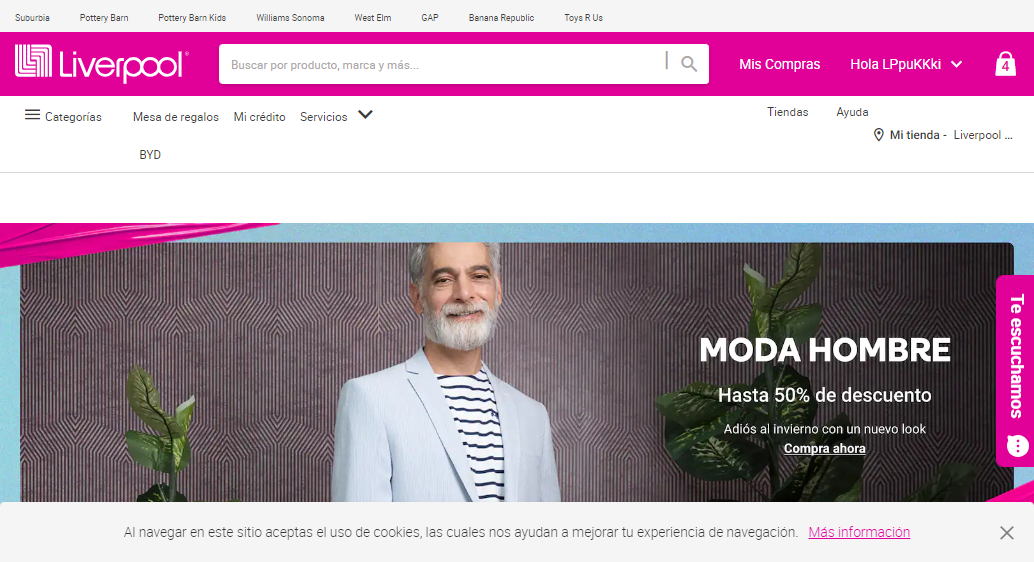 Suburbia Pottery Barn Pottery Barn Kids Williams Sonoma West Elm GAP Banana Republic Toys R Us
Liverpool®
Buscar por producto, marca y más...
Mis Compras
Hola LPpuKKki
4
Categorías Mesa de regalos Mi crédito Servicios
Tiendas Ayuda
Mi tienda - Liverpool ...
BYD
MODA HOMBRE
Hasta 50% de descuento
Adiós al invierno con un nuevo look
Compra ahora
Te escuchamos
Al navegar en este sitio aceptas el uso de cookies, las cuales nos ayudan a mejorar tu experiencia de navegación. Más información